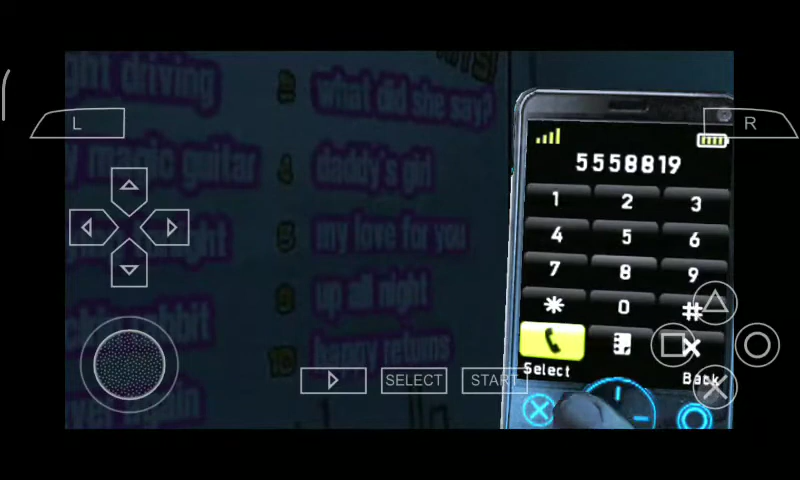 ght driving
what did she say?
L
R
5558819
y magic guitar
daddy's girl
1 2 3
4 5 6
my love for you
7 8 9
up all night
* 0 #
10 happy returns
Select
Back
SELECT
START